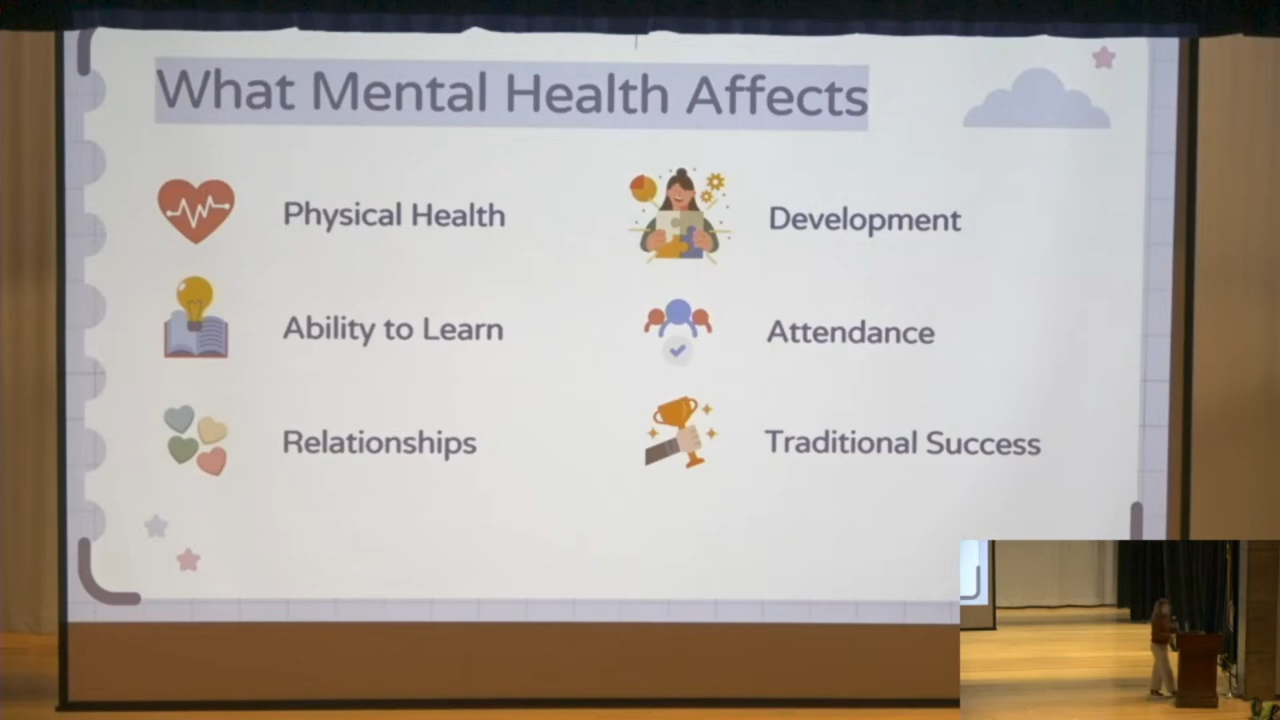 What Mental Health Affects
Physical Health
Development
Ability to Learn
Attendance
Relationships
Traditional Success